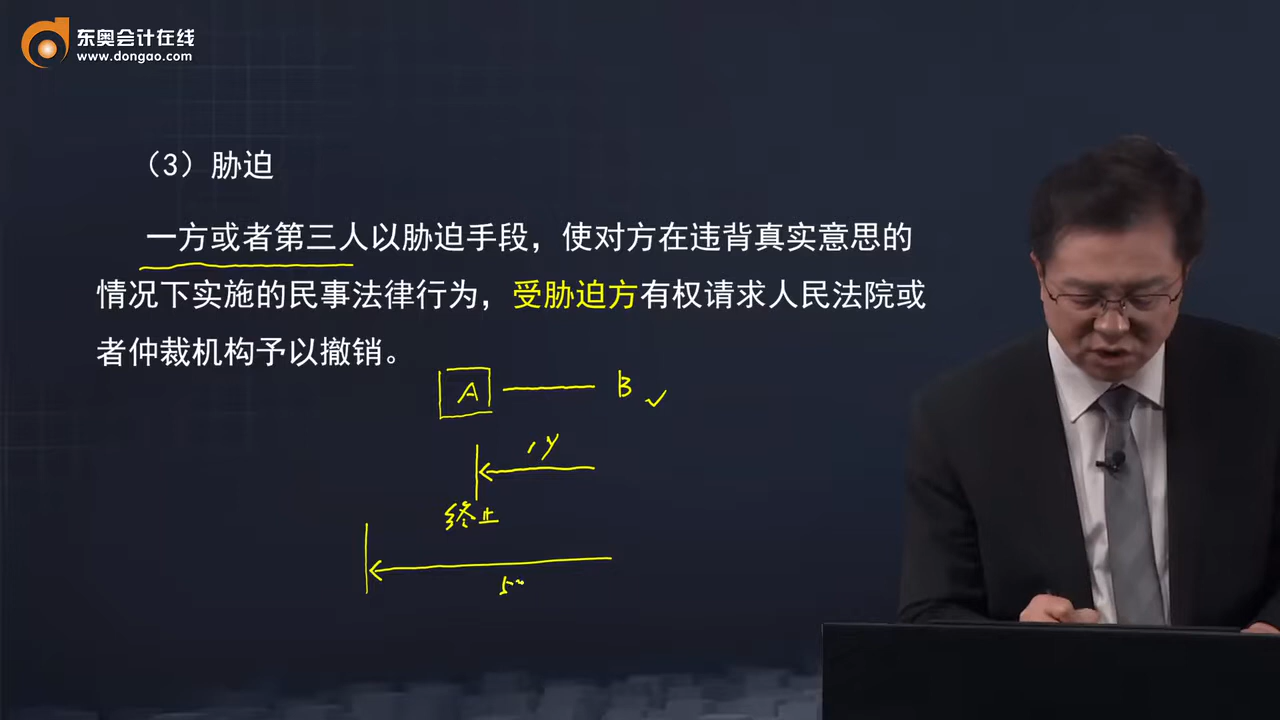 东奥会计在线
www.dongao.com
（3）胁迫
一方或者第三人以胁迫手段，使对方在违背真实意思的
情况下实施的民事法律行为，受胁迫方有权请求人民法院或
者仲裁机构予以撤销。
A B
1y
终止